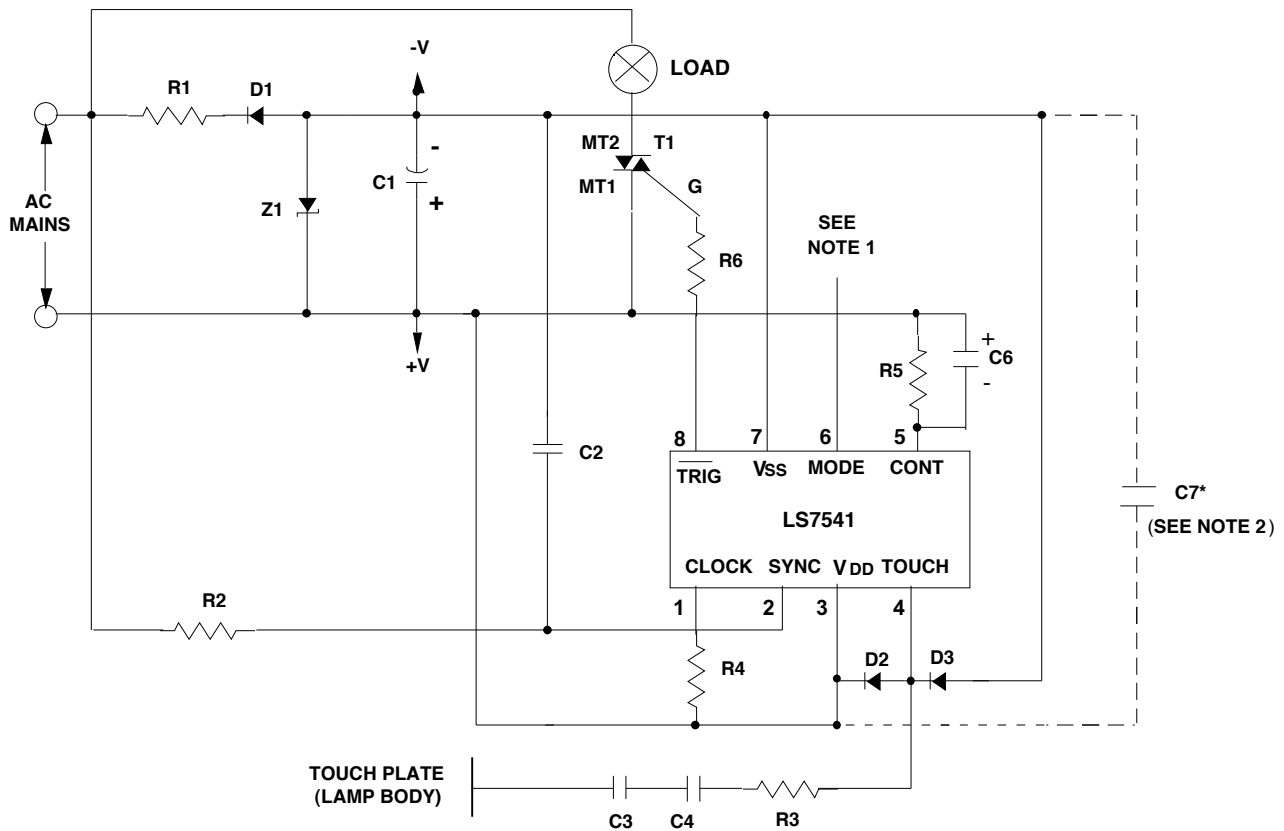 -V
LOAD
R1
D1
MT2
T1
MT1
G
-
C1
+
AC
MAINS
Z1
SEE
NOTE 1
R6
+V
R5
+
C6
-
C2
8
7
6
5
TRIG
VSS
MODE
CONT
C7*
(SEE NOTE 2)
LS7541
CLOCK
SYNC
VDD
TOUCH
1
2
3
4
R2
R4
D2
D3
TOUCH PLATE
(LAMP BODY)
C3
C4
R3